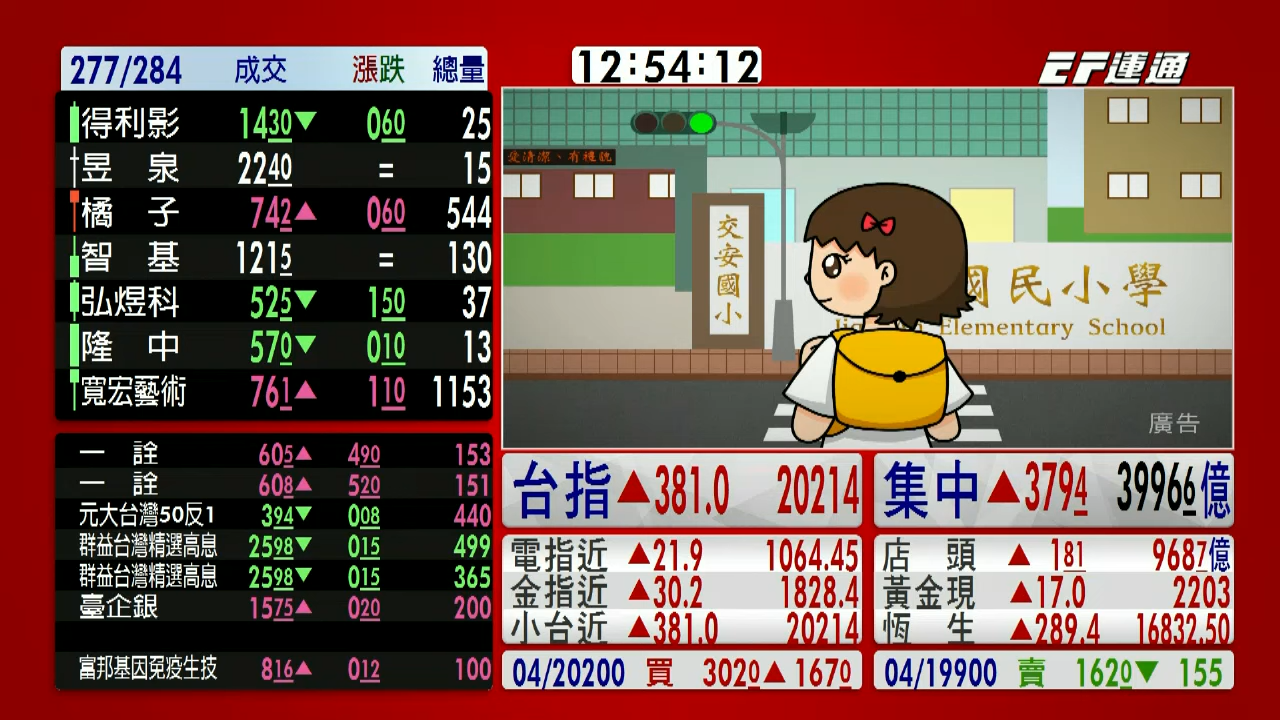 277/284 成交 漲跌 總量
12:54:12
EF運通
得利影 1430▼ 060 25
昱泉 2240 = 15
橘子 742▲ 060 544
智基 1215 = 130
弘煜科 525▼ 150 37
隆中 570▼ 010 13
寬宏藝術 761▲ 110 1153
愛清潔、有禮貌
交安國小
國民小學
Elementary School
廣告
一詮 605▲ 490 153
一詮 608▲ 520 151
元大台灣50反1 394▼ 008 440
群益台灣精選高息 2598▼ 015 499
群益台灣精選高息 2598▼ 015 365
臺企銀 1575▲ 020 200
富邦基因免疫生技 816▲ 012 100
台指▲381.0 20214
集中▲3794 39966億
電指近 ▲21.9 1064.45
金指近 ▲30.2 1828.4
小台近 ▲381.0 20214
店頭 ▲ 181 9687億
黃金現 ▲17.0 2203
恆生 ▲289.4 16832.50
04/20200 買 3020▲1670
04/19900 賣 1620▼ 155